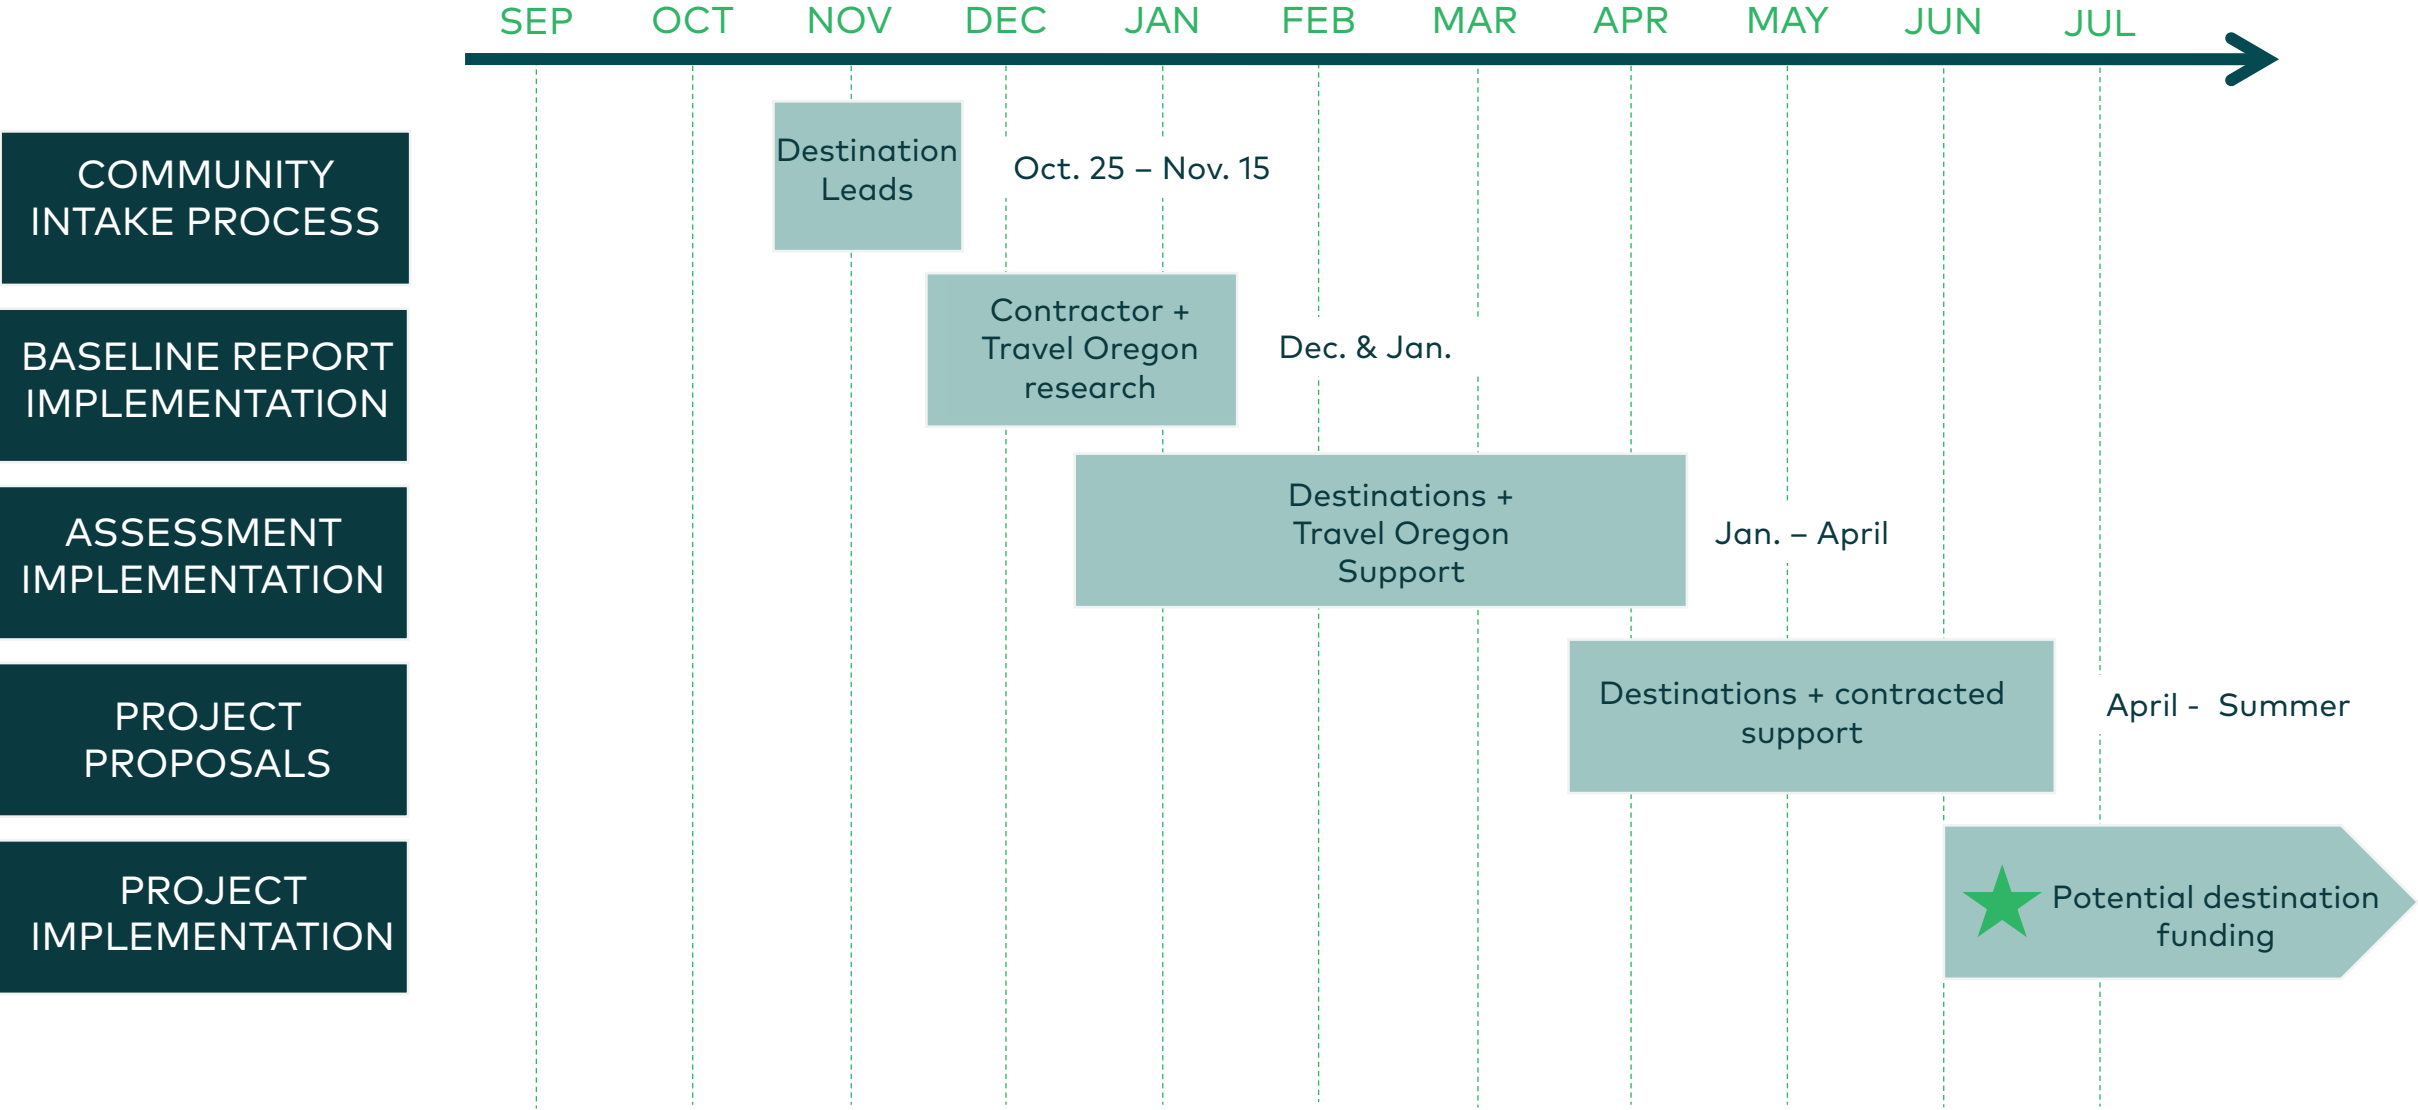 SEP OCT NOV DEC JAN FEB MAR APR MAY JUN JUL
COMMUNITY
INTAKE PROCESS
Destination
Leads
Oct. 25 – Nov. 15
BASELINE REPORT
IMPLEMENTATION
Contractor +
Travel Oregon
research
Dec. & Jan.
ASSESSMENT
IMPLEMENTATION
Destinations +
Travel Oregon
Support
Jan. – April
PROJECT
PROPOSALS
Destinations + contracted
support
April - Summer
PROJECT
IMPLEMENTATION
Potential destination
funding